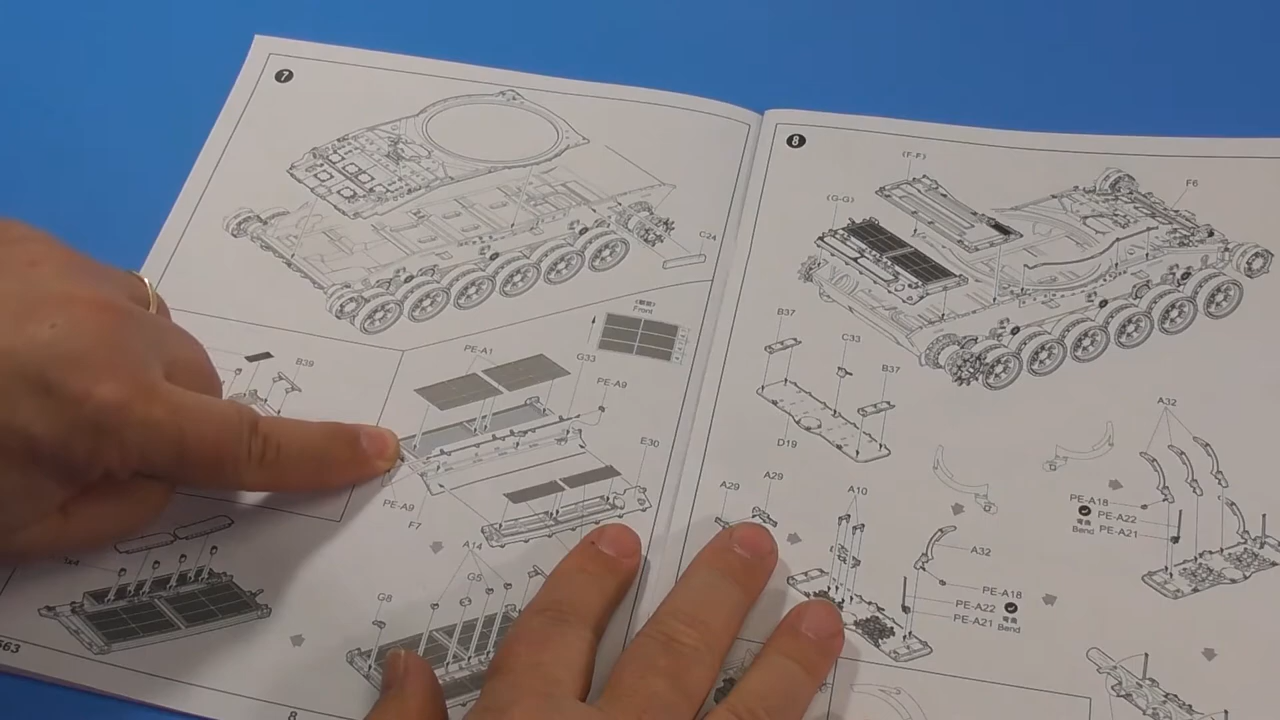 7
C24
《朝前》
Front
B39
PE-A1
G33
PE-A9
E30
PE-A9
F7
A14
G5
G8
8
8
(F-F)
(G-G)
F6
B37
C33
B37
D19
A32
A29
A29
A10
PE-A18
PE-A22
弯曲
Bend
PE-A21
A32
PE-A18
PE-A22
PE-A21
弯曲
Bend